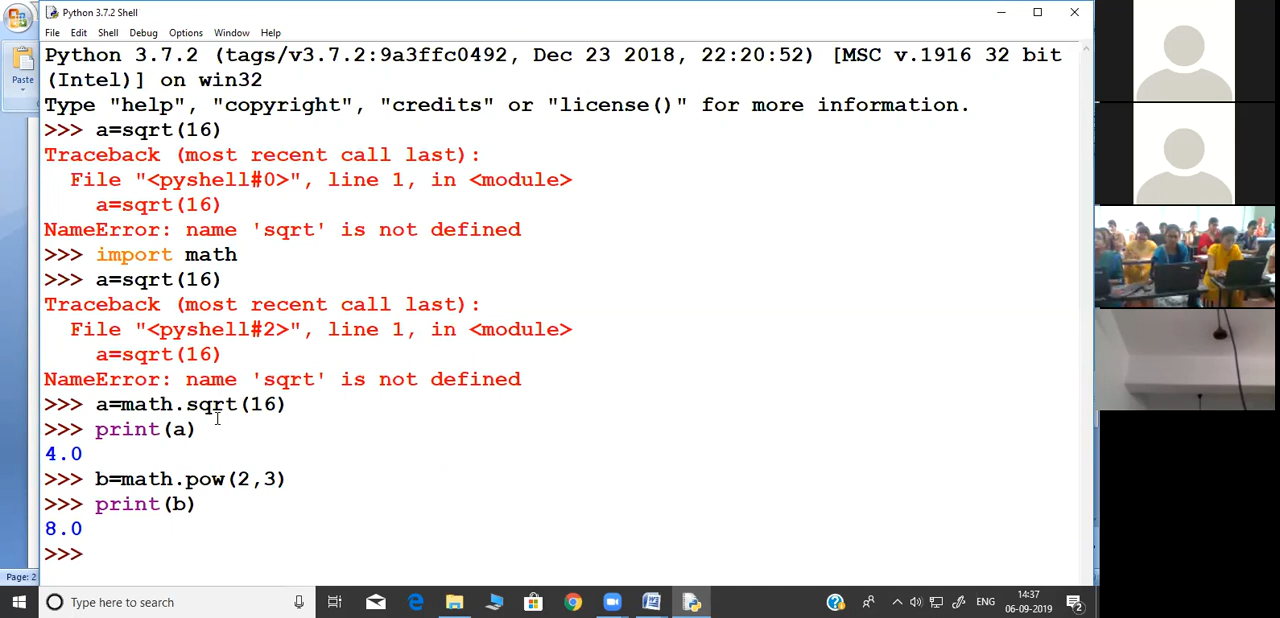 Python 3.7.2 Shell
File Edit Shell Debug Options Window Help
Paste
Python 3.7.2 (tags/v3.7.2:9a3ffc0492, Dec 23 2018, 22:20:52) [MSC v.1916 32 bit
(Intel)] on win32
Type "help", "copyright", "credits" or "license()" for more information.
>>> a=sqrt(16)
Traceback (most recent call last):
  File "<pyshell#0>", line 1, in <module>
    a=sqrt(16)
NameError: name 'sqrt' is not defined
>>> import math
>>> a=sqrt(16)
Traceback (most recent call last):
  File "<pyshell#2>", line 1, in <module>
    a=sqrt(16)
NameError: name 'sqrt' is not defined
>>> a=math.sqrt(16)
>>> print(a)
4.0
>>> b=math.pow(2,3)
>>> print(b)
8.0
>>>
Page: 2
Type here to search
ENG
14:37
06-09-2019
2